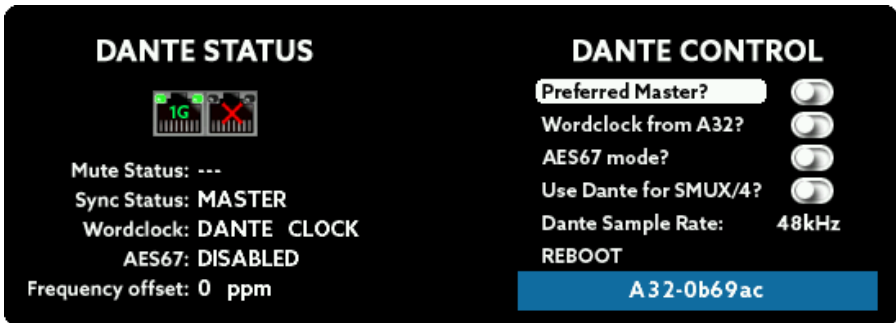 DANTE STATUS
1G
Mute Status: ---
Sync Status: MASTER
Wordclock: DANTE CLOCK
AES67: DISABLED
Frequency offset: 0 ppm
DANTE CONTROL
Preferred Master?
Wordclock from A32?
AES67 mode?
Use Dante for SMUX/4?
Dante Sample Rate: 48kHz
REBOOT
A32-0b69ac